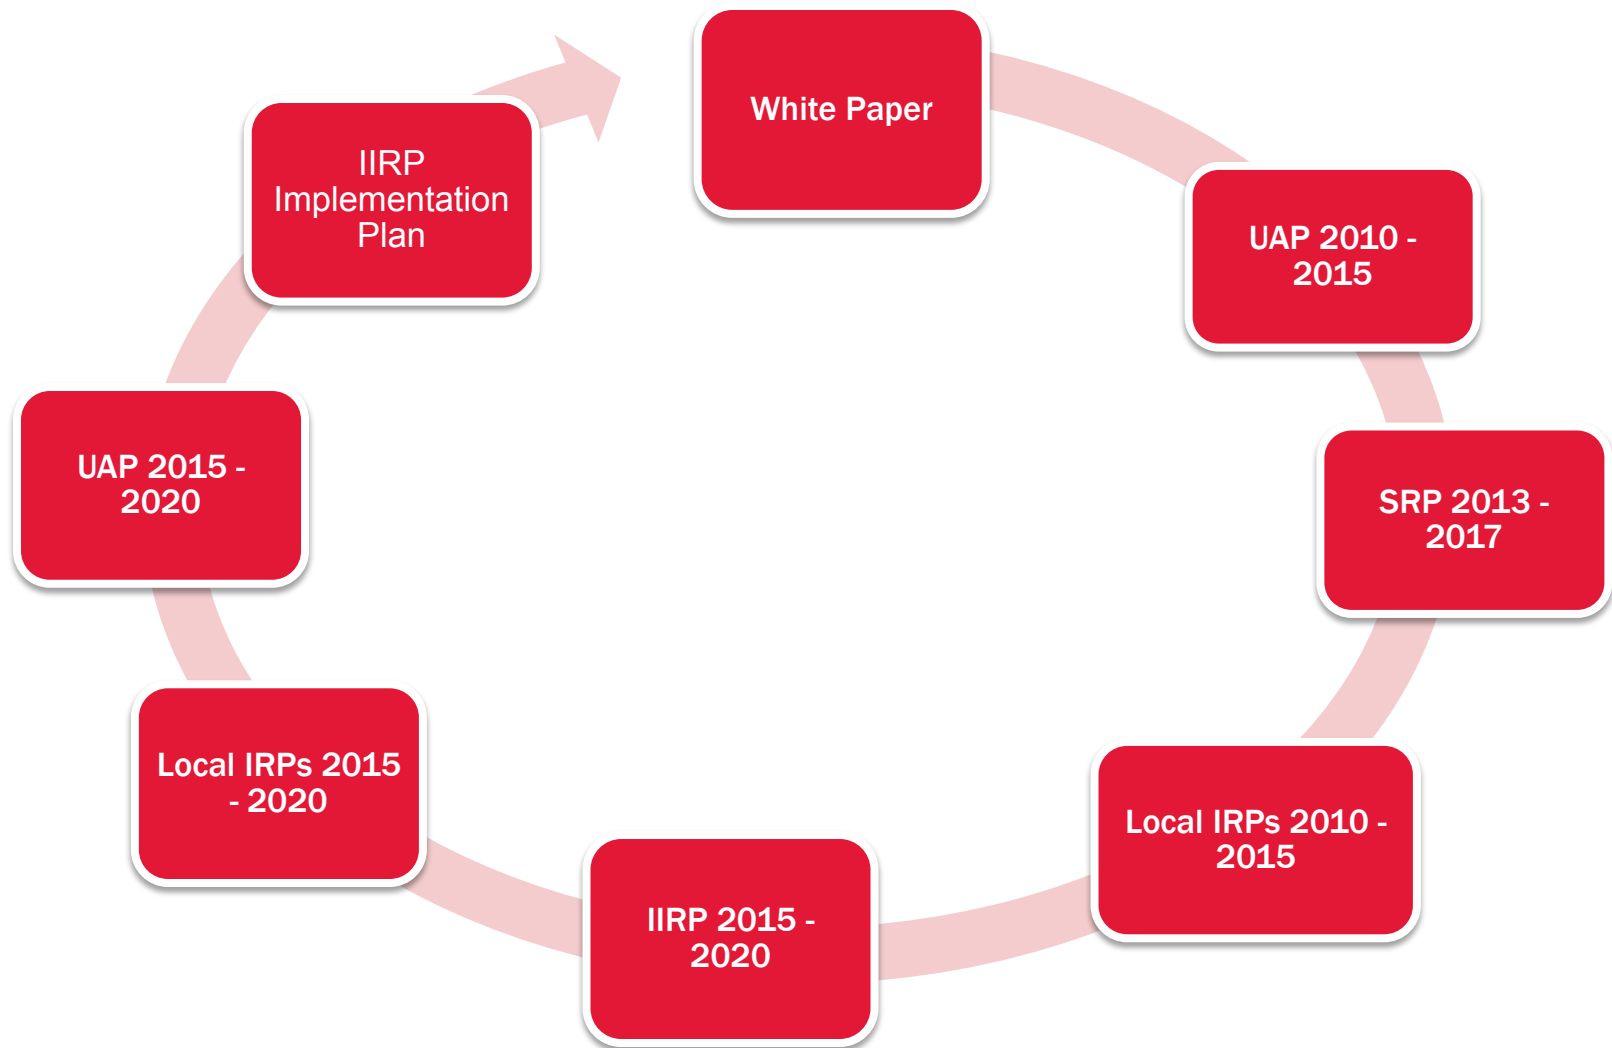 White Paper
UAP 2010 -
2015
SRP 2013 -
2017
Local IRPs 2010 -
2015
IIRP 2015 -
2020
Local IRPs 2015
- 2020
UAP 2015 -
2020
IIRP
Implementation
Plan